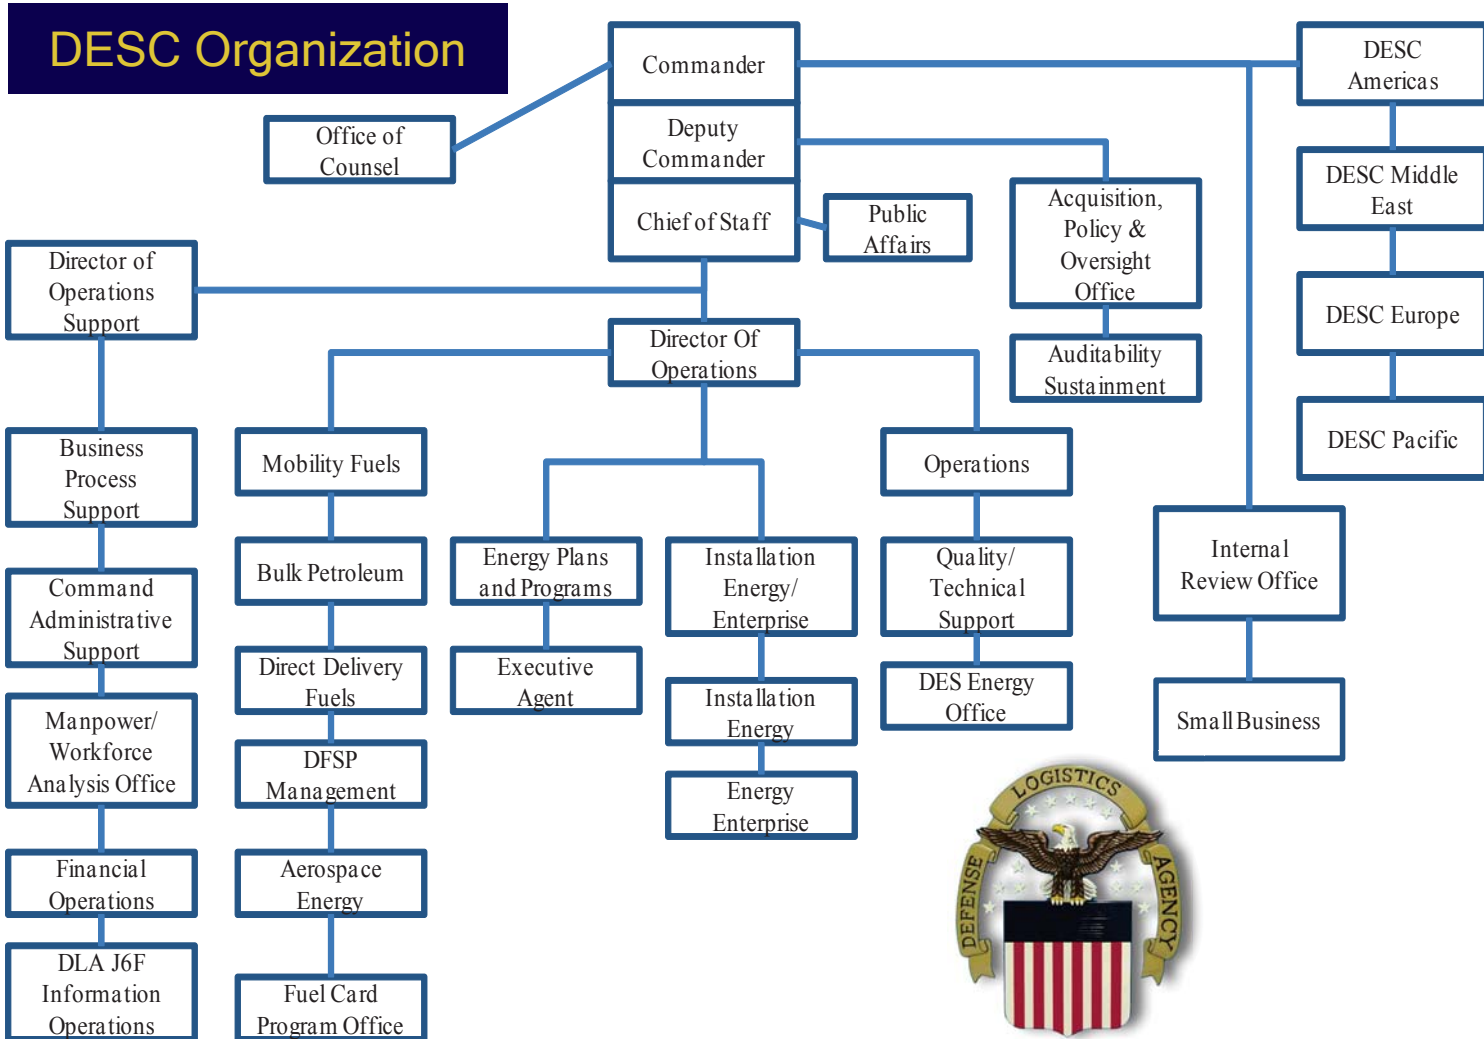 DESC Organization
Commander
DESC
Americas
Office of
Counsel
Deputy
Commander
DESC Middle
East
Chief of Staff
Public
Affairs
Acquisition,
Policy &
Oversight
Office
Director of
Operations
Support
DESC Europe
Director Of
Operations
Auditability
Sustainment
DESC Pacific
Business
Process
Support
Mobility Fuels
Operations
Energy Plans
and Programs
Installation
Energy/
Enterprise
Quality/
Technical
Support
Internal
Review Office
Bulk Petroleum
Command
Administrative
Support
Direct Delivery
Fuels
Executive
Agent
Installation
Energy
DES Energy
Office
Small Business
Manpower/
Workforce
Analysis Office
DFSP
Management
Energy
Enterprise
Financial
Operations
Aerospace
Energy
DLA J6F
Information
Operations
Fuel Card
Program Office
DEFENSE
LOGISTICS
AGENCY